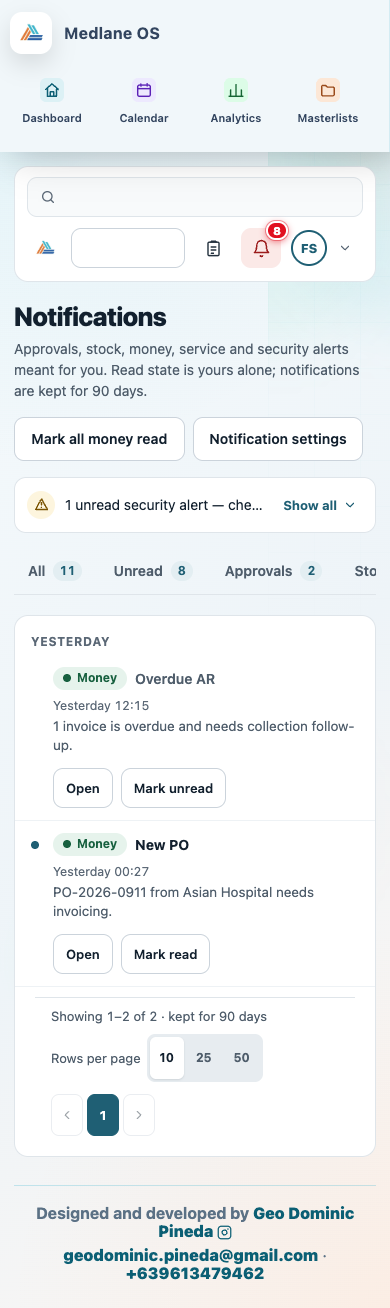 Medlane OS
Dashboard
Calendar
Analytics
Masterlists
8
FS
Notifications
Approvals, stock, money, service and security alerts
meant for you. Read state is yours alone; notifications
are kept for 90 days.
Mark all money read
Notification settings
1 unread security alert — che...
Show all
All 11
Unread 8
Approvals 2
Sto
YESTERDAY
Money Overdue AR
Yesterday 12:15
1 invoice is overdue and needs collection follow-
up.
Open
Mark unread
Money New PO
Yesterday 00:27
PO-2026-0911 from Asian Hospital needs
invoicing.
Open
Mark read
Showing 1–2 of 2 · kept for 90 days
Rows per page 10 25 50
‹ 1 ›
Designed and developed by Geo Dominic
Pineda
geodominic.pineda@gmail.com ·
+639613479462